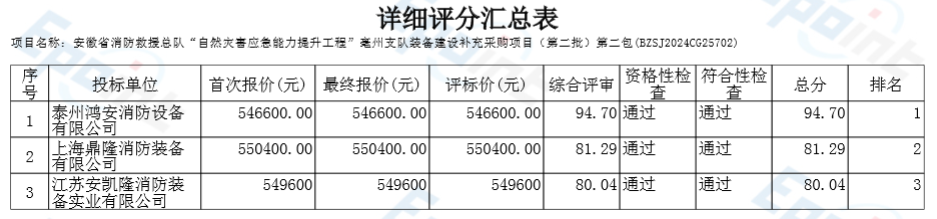 详细评分汇总表
项目名称：安徽省消防救援总队“自然灾害应急能力提升工程”亳州支队装备建设补充采购项目（第二批）第二包(BZSJ2024CG25702)
序号 投标单位 首次报价(元) 最终报价(元) 评标价(元) 综合评审 资格性检查 符合性检查 总分 排名
1 泰州鸿安消防设备有限公司 546600.00 546600.00 546600.00 94.70 通过 通过 94.70 1
2 上海鼎隆消防装备有限公司 550400.00 550400.00 550400.00 81.29 通过 通过 81.29 2
3 江苏安凯隆消防装备实业有限公司 549600 549600 549600 80.04 通过 通过 80.04 3